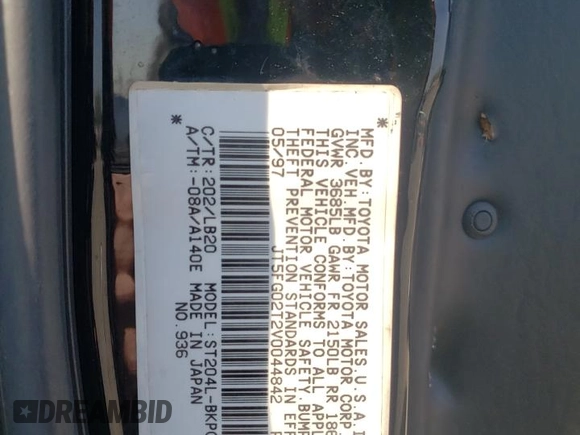 MFD. BY: TOYOTA MOTOR SALES, U.S.A.
INC. VEH. MFD. BY: TOYOTA MOTOR CORP
GVWR 3685LB GAWR FR 2150LB RR
THIS VEHICLE CONFORMS TO ALL
FEDERAL MOTOR VEHICLE SAFETY,
THEFT PREVENTION STANDARDS IN
05/97
* JT5FG02T2V0044842
C/TR:202/LB20 MODEL:
A/TM:-08A/A140E MADE IN JAPAN
* NO.936
DREAMBID